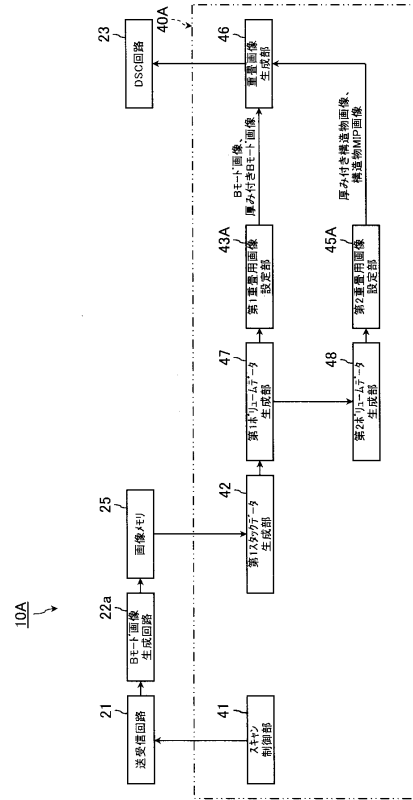 10A
21
送受信回路
22a
Bモード画像
生成回路
25
画像メモリ
23
DSC回路
40A
41
スキャン
制御部
42
第1スタックデータ
生成部
47
第1ボリュームデータ
生成部
43A
第1重畳用画像
設定部
Bモード画像、
厚み付きBモード画像
46
重畳画像
生成部
48
第2ボリュームデータ
生成部
45A
第2重畳用画像
設定部
厚み付き構造物画像、
構造物MIP画像